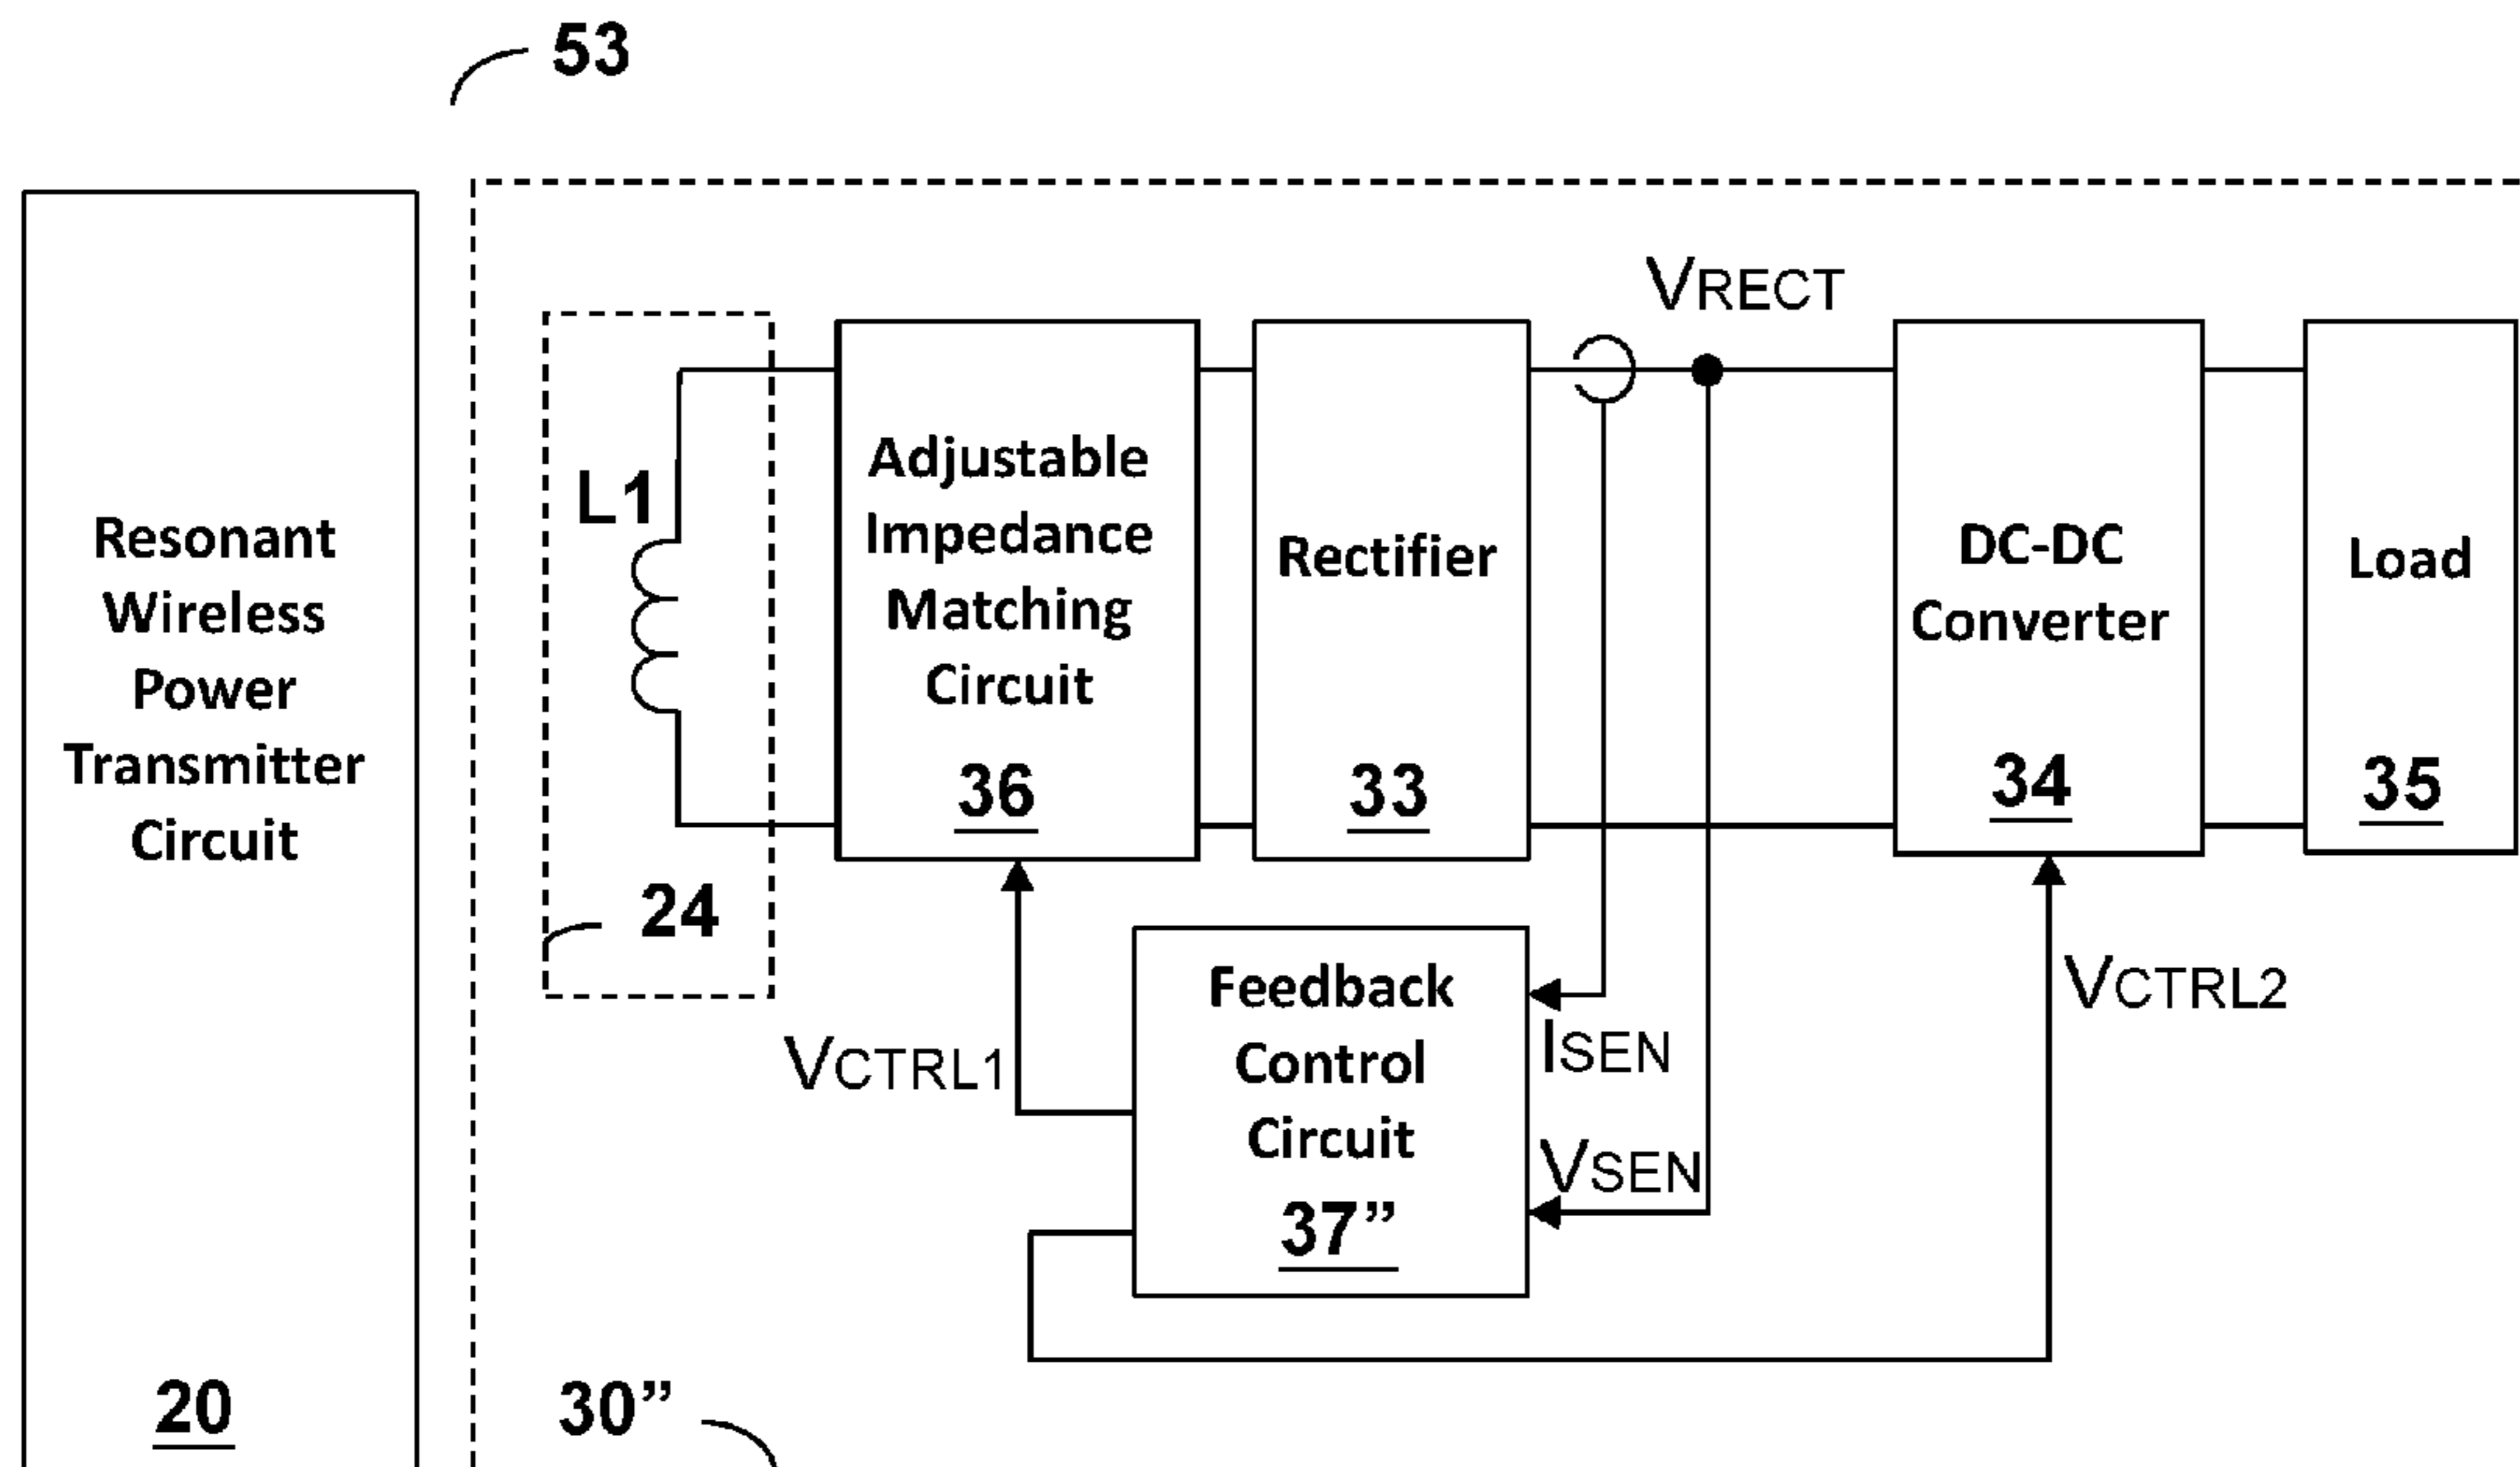 53
Resonant
Wireless
Power
Transmitter
Circuit
20
L1
24
Adjustable
Impedance
Matching
Circuit
36
Rectifier
33
VRECT
DC-DC
Converter
34
Load
35
VCTRL1
Feedback
Control
Circuit
37”
ISEN
VSEN
VCTRL2
30”